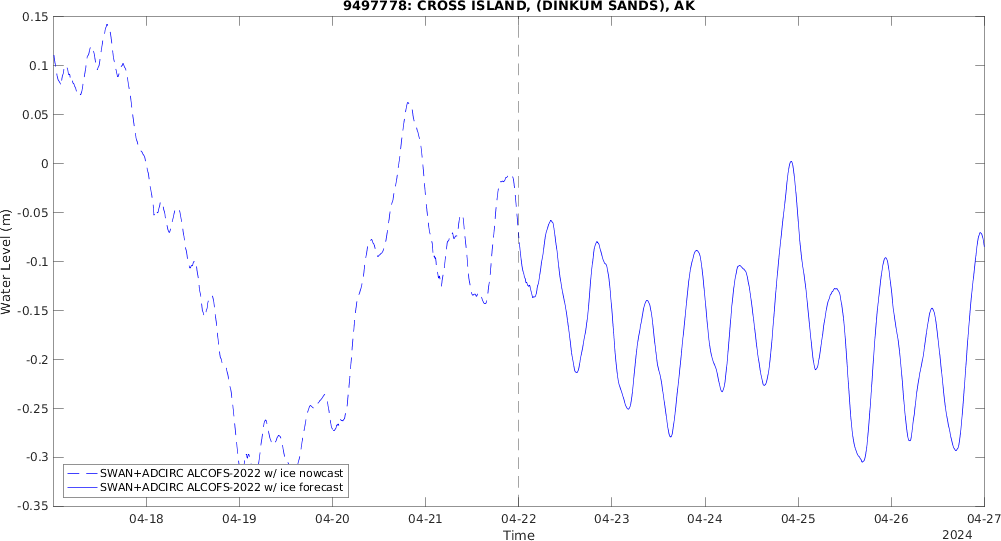 9497778: CROSS ISLAND, (DINKUM SANDS), AK
Water Level (m)
0.15
0.1
0.05
0
-0.05
-0.1
-0.15
-0.2
-0.25
-0.3
-0.35
SWAN+ADCIRC ALCOFS-2022 w/ ice nowcast
SWAN+ADCIRC ALCOFS-2022 w/ ice forecast
04-18 04-19 04-20 04-21 04-22 04-23 04-24 04-25 04-26 04-27
Time
2024